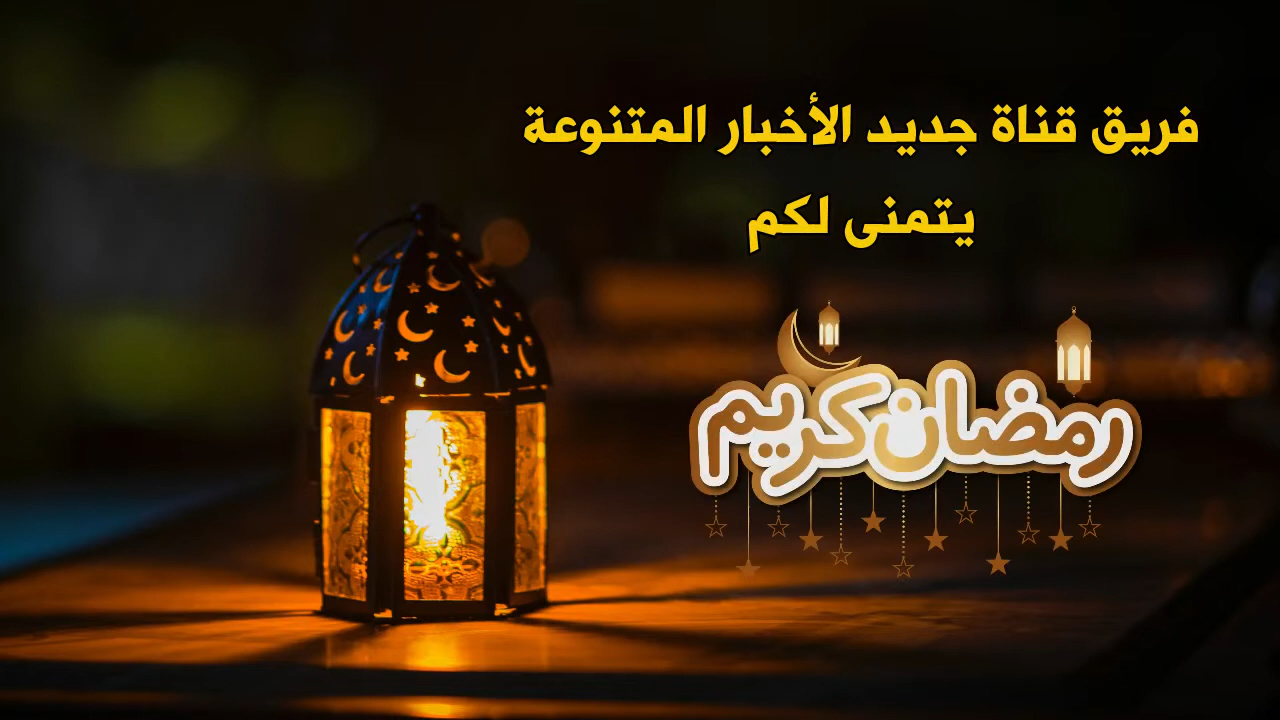 فريق قناة جديد الأخبار المتنوعة
يتمنى لكم
رمضان كريم